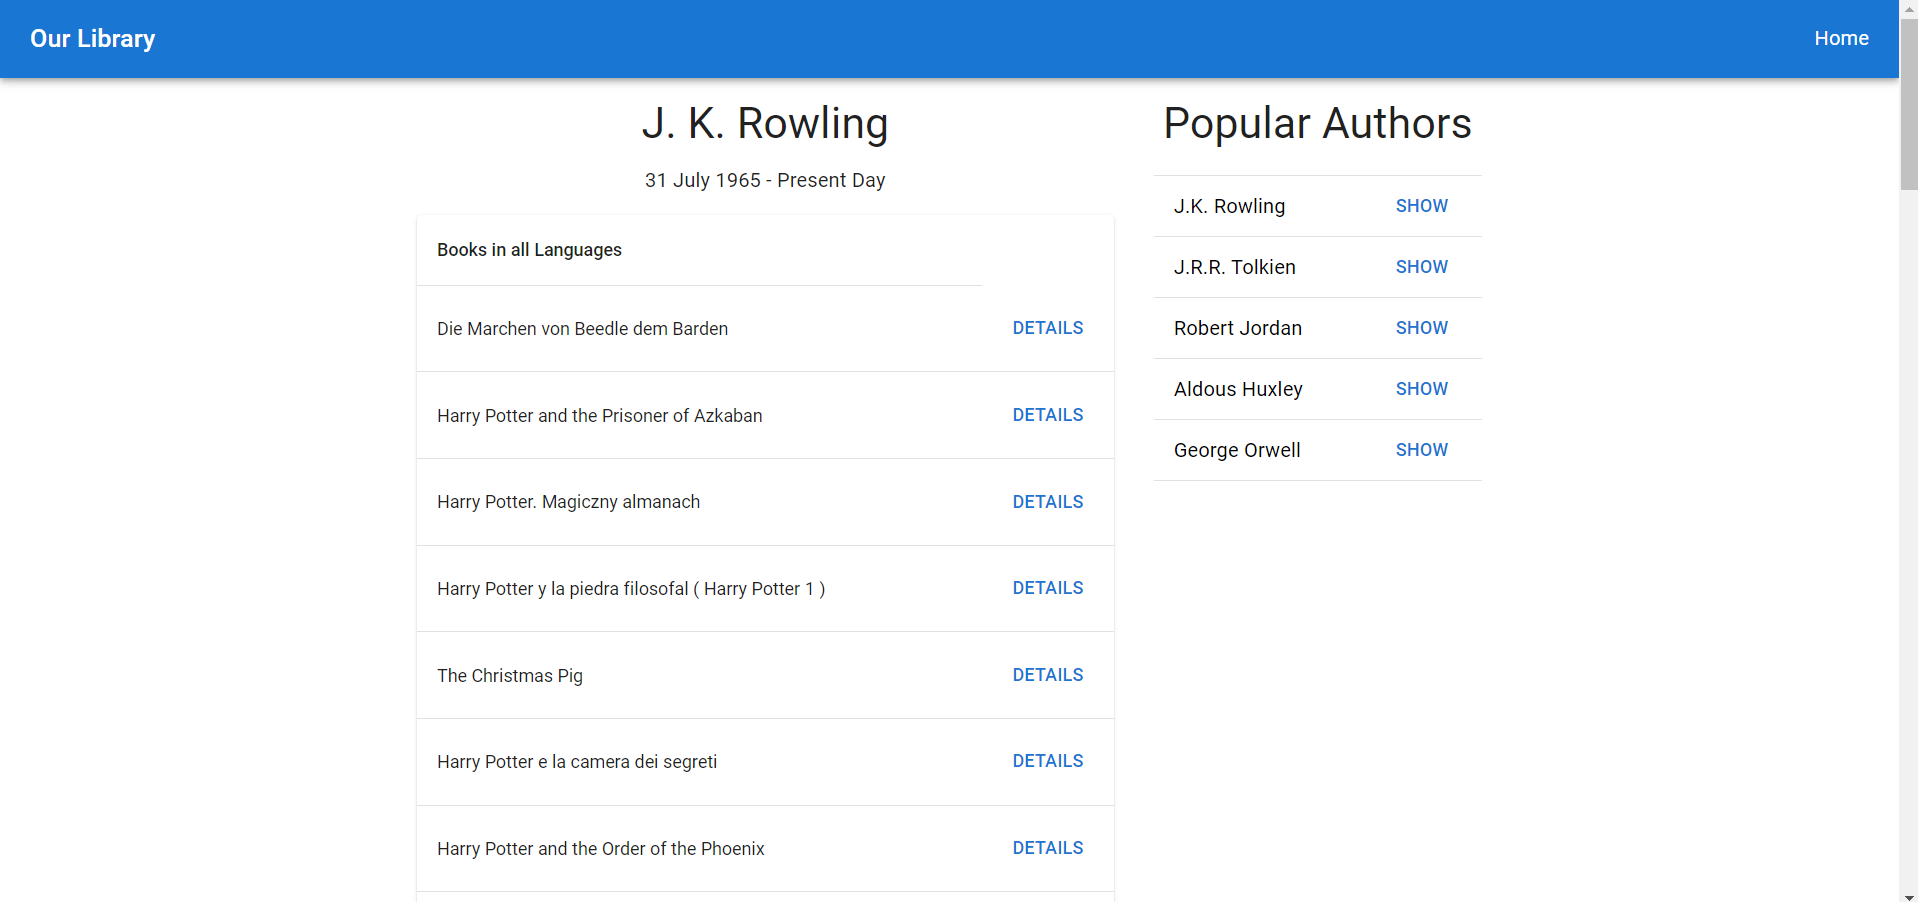 Our Library
Home
J. K. Rowling
31 July 1965 - Present Day
Books in all Languages
Die Marchen von Beedle dem Barden DETAILS
Harry Potter and the Prisoner of Azkaban DETAILS
Harry Potter. Magiczny almanach DETAILS
Harry Potter y la piedra filosofal ( Harry Potter 1 ) DETAILS
The Christmas Pig DETAILS
Harry Potter e la camera dei segreti DETAILS
Harry Potter and the Order of the Phoenix DETAILS
Popular Authors
J.K. Rowling SHOW
J.R.R. Tolkien SHOW
Robert Jordan SHOW
Aldous Huxley SHOW
George Orwell SHOW